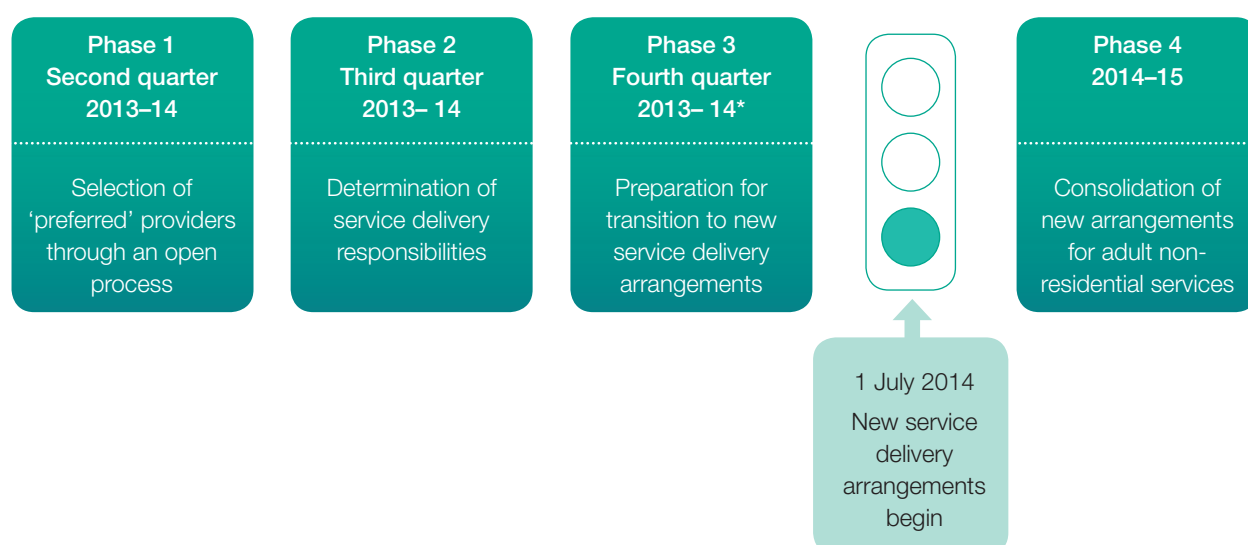 Phase 1
Second quarter
2013–14
Selection of
‘preferred’ providers
through an open
process
Phase 2
Third quarter
2013– 14
Determination of
service delivery
responsibilities
Phase 3
Fourth quarter
2013– 14*
Preparation for
transition to new
service delivery
arrangements
1 July 2014
New service
delivery
arrangements
begin
Phase 4
2014–15
Consolidation of
new arrangements
for adult non-
residential services